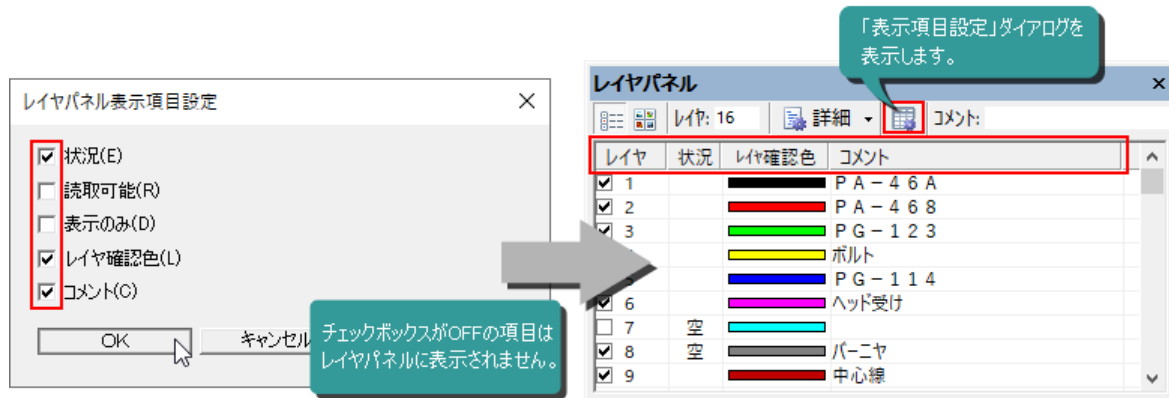 「表示項目設定」ダイアログを
表示します。
レイヤパネル表示項目設定
状況(E)
読取可能(R)
表示のみ(D)
レイヤ確認色(L)
コメント(C)
OK
キャンセル
チェックボックスがOFFの項目は
レイヤパネルに表示されません。
レイヤパネル
レイヤ: 16 詳細 コメント:
レイヤ 状況 レイヤ確認色 コメント
1 PA-46A
2 PA-468
3 PG-123
ボルト
PG-114
6 ヘッド受け
7 空
8 空 バーニヤ
9 中心線